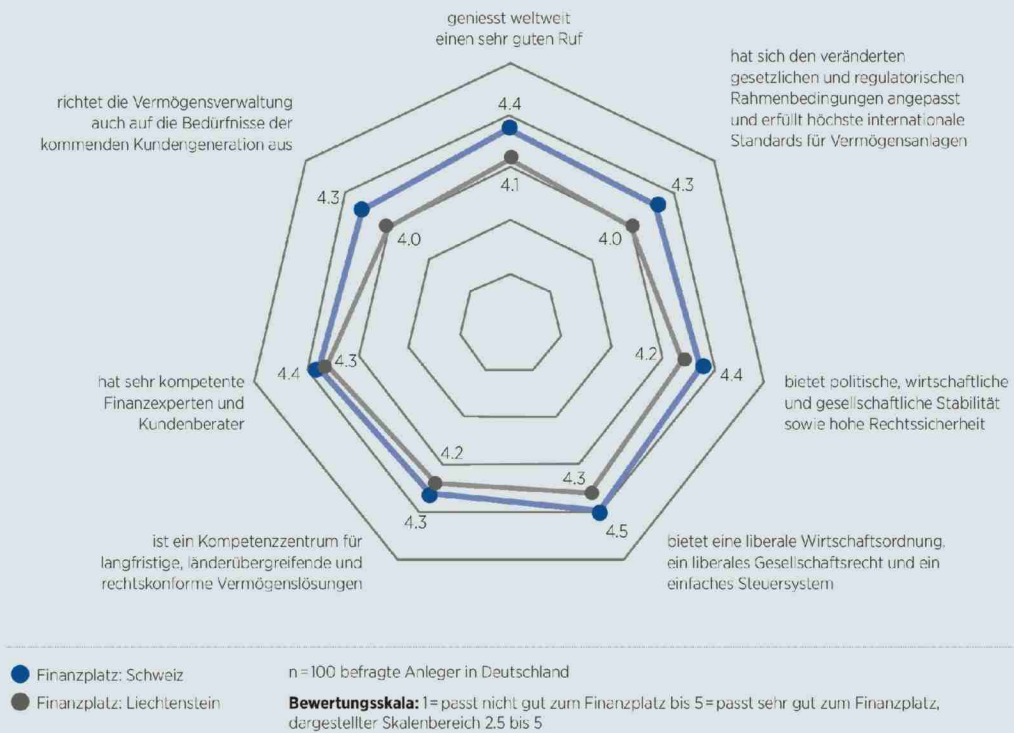 geniesst weltweit
einen sehr guten Ruf
hat sich den veränderten
gesetzlichen und regulatorischen
Rahmenbedingungen angepasst
und erfüllt höchste internationale
Standards für Vermögensanlagen
richtet die Vermögensverwaltung
auch auf die Bedürfnisse der
kommenden Kundengeneration aus
4.4
4.3
4.1
4.3
4.0
4.0
4.4
4.3
4.2
4.4
hat sehr kompetente
Finanzexperten und
Kundenberater
bietet politische, wirtschaftliche
und gesellschaftliche Stabilität
sowie hohe Rechtssicherheit
4.2
4.3
4.3
4.5
ist ein Kompetenzzentrum für
langfristige, länderübergreifende und
rechtskonforme Vermögenslösungen
bietet eine liberale Wirtschaftsordnung,
ein liberales Gesellschaftsrecht und ein
einfaches Steuersystem
Finanzplatz: Schweiz
Finanzplatz: Liechtenstein
n=100 befragte Anleger in Deutschland
Bewertungsskala: 1=passt nicht gut zum Finanzplatz bis 5=passt sehr gut zum Finanzplatz,
dargestellter Skalenbereich 2.5 bis 5